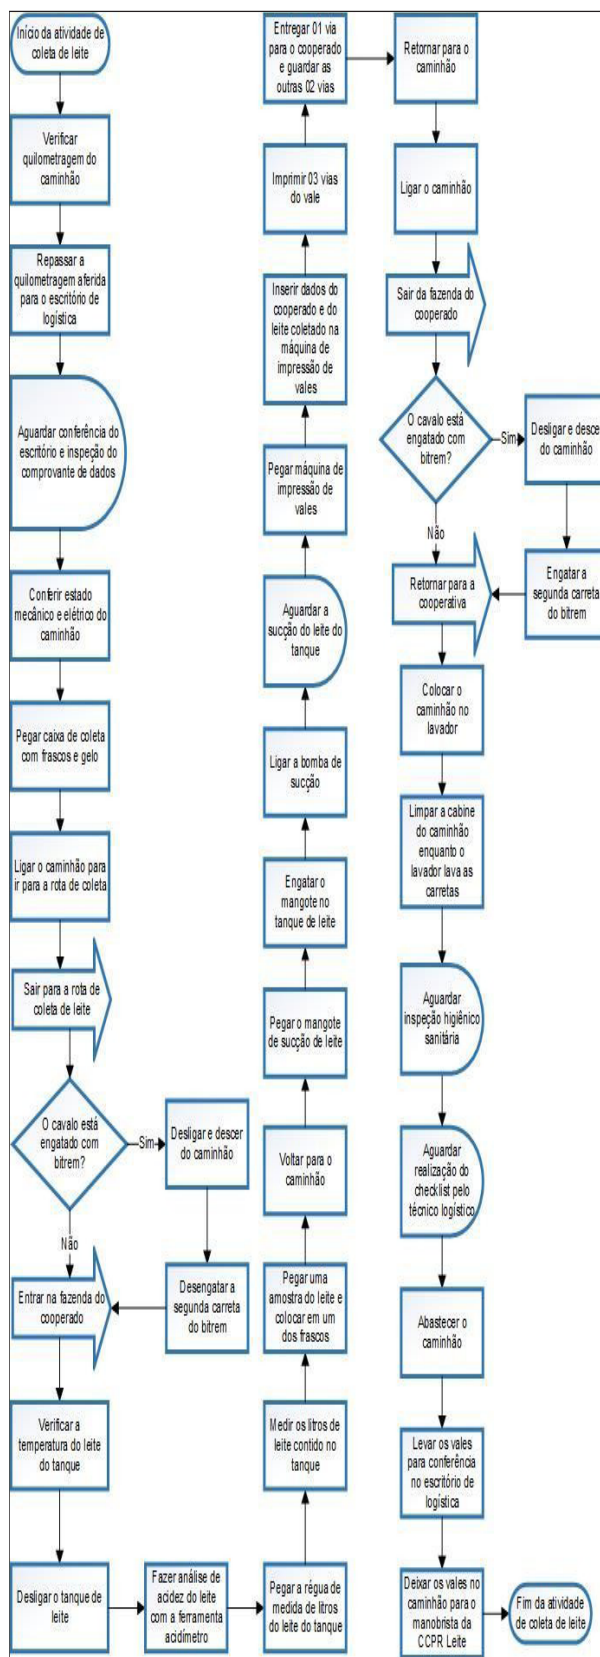 Início da atividade de
coleta de leite
Verificar
quilometragem do
caminhão
Repassar a
quilometragem aferida
para o escritório de
logística
Aguardar conferência do
escritório e inspeção do
comprovante de dados
Conferir estado
mecânico e elétrico do
caminhão
Pegar caixa de coleta
com frascos e gelo
Ligar o caminhão para
ir para a rota de coleta
Sair para a rota de
coleta de leite
O cavalo está
engatado com
bitrem?
Sim
Desligar e descer
do caminhão
Desengatar a
segunda carreta
do bitrem
Não
Entrar na fazenda do
cooperado
Verificar a
temperatura do leite
do tanque
Desligar o tanque de
leite
Fazer análise de
acidez do leite
com a ferramenta
acidímetro
Pegar a régua de
medida de litros
do leite do tanque
Medir os litros de
leite contido no
tanque
Pegar uma
amostra do leite e
colocar em um
dos frascos
Voltar para o
caminhão
Pegar o mangote
de sucção de leite
Engatar o
mangote no
tanque de leite
Ligar a bomba de
sucção
Aguardar a
sucção do leite do
tanque
Pegar máquina de
impressão de
vales
Inserir dados do
cooperado e do
leite coletado na
máquina de
impressão de
vales
Imprimir 03 vias
do vale
Entregar 01 via
para o cooperado
e guardar as
outras 02 vias
Retornar para o
caminhão
Ligar o caminhão
Sair da fazenda do
cooperado
O cavalo está
engatado com
bitrem?
Sim
Desligar e descer
do caminhão
Engatar a
segunda carreta
do bitrem
Não
Retornar para a
cooperativa
Colocar o
caminhão no
lavador
Limpar a cabine
do caminhão
enquanto o
lavador lava as
carretas
Aguardar
inspeção higiênico
sanitária
Aguardar
realização do
checklist pelo
técnico logístico
Abastecer o
caminhão
Levar os vales
para conferência
no escritório de
logística
Deixar os vales no
caminhão para o
manobrista da
CCPR Leite
Fim da atividade
de coleta de leite